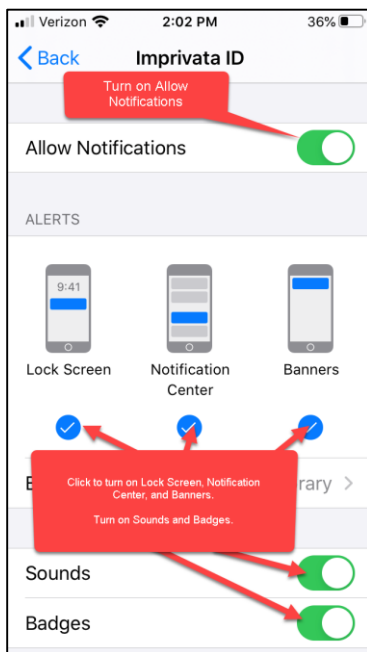 Verizon 2:02 PM 36%
Back Imprivata ID
Turn on Allow
Notifications
Allow Notifications
ALERTS
9:41
Lock Screen Notification Banners
Center
Click to turn on Lock Screen, Notification
Center, and Banners.
Turn on Sounds and Badges.
Sounds
Badges